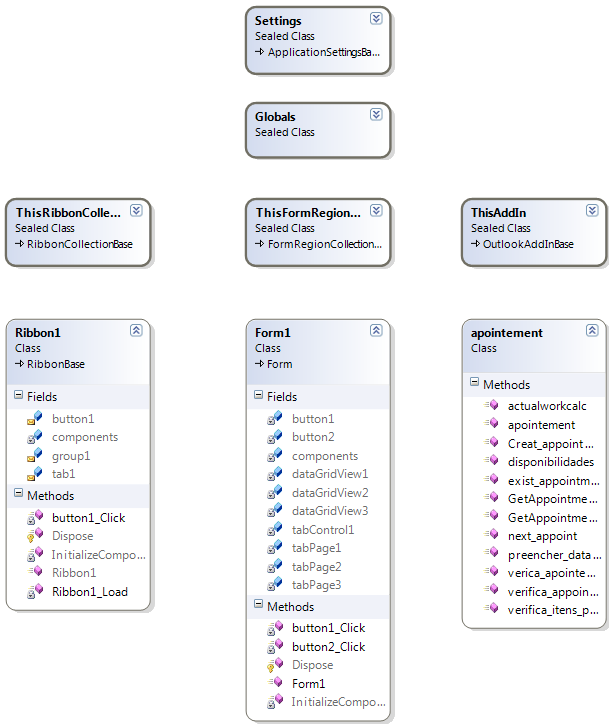 Settings
Sealed Class
ApplicationSettingsBa...
Globals
Sealed Class
ThisRibbonColle...
Sealed Class
RibbonCollectionBase
ThisFormRegion...
Sealed Class
FormRegionCollection...
ThisAddIn
Sealed Class
OutlookAddInBase
Ribbon1
Class
RibbonBase
Fields
button1
components
group1
tab1
Methods
button1_Click
Dispose
InitializeCompo...
Ribbon1
Ribbon1_Load
Form1
Class
Form
Fields
button1
button2
components
dataGridView1
dataGridView2
dataGridView3
tabControl1
tabPage1
tabPage2
tabPage3
Methods
button1_Click
button2_Click
Dispose
Form1
InitializeCompo...
apointement
Class
Methods
actualworkcalc
apointement
Creat_appoint...
disponibilidades
exist_appointm...
GetAppointme...
GetAppointme...
next_appoint
preencher_data...
verica_apointe...
verifica_appoin...
verifica_itens_p...